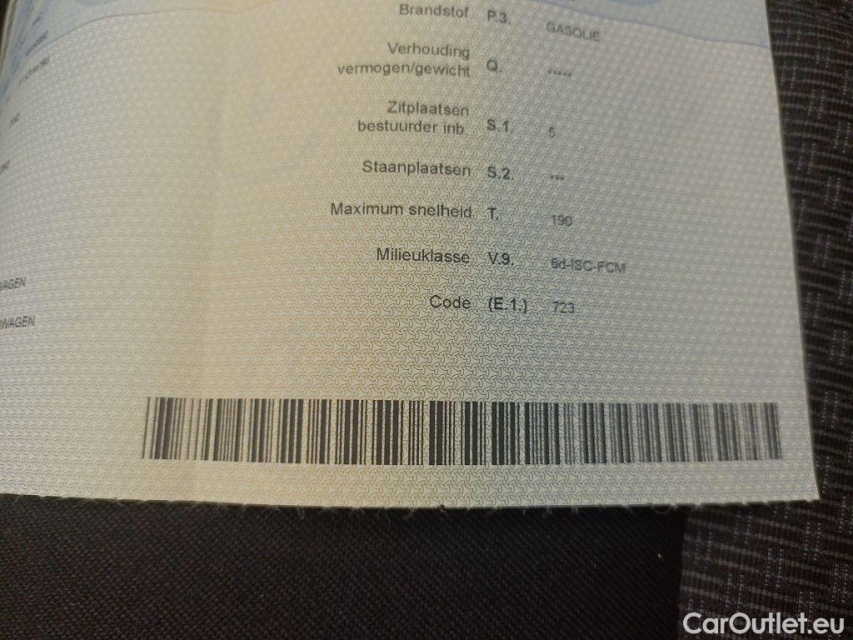 Brandstof P.3. GASOLIE
Verhouding
vermogen/gewicht Q. -----
Zitplaatsen
bestuurder inb. S.1. 5
Staanplaatsen S.2. ---
Maximum snelheid T. 190
Milieuklasse V.9. 6d-ISC-FCM
Code (E.1.) 723
WAGEN
CarOutlet.eu